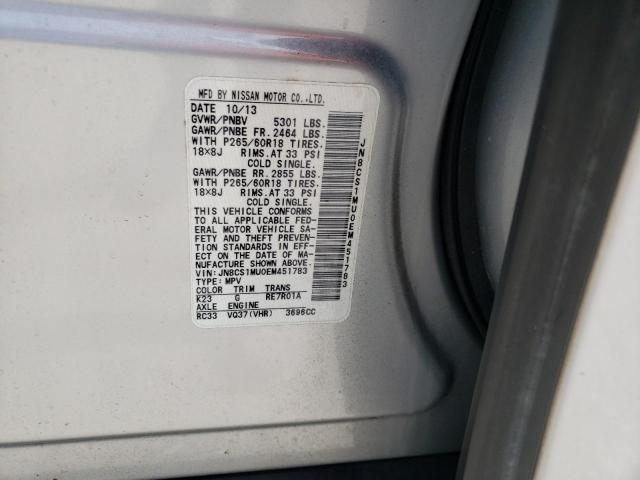 MFD BY NISSAN MOTOR CO.,LTD.
DATE 10/13
GVWR/PNBV 5301 LBS.
GAWR/PNBE FR. 2464 LBS.
WITH P265/60R18 TIRES.
18×8J RIMS.AT 33 PSI
COLD SINGLE.
GAWR/PNBE RR. 2855 LBS.
WITH P265/60R18 TIRES.
18×8J RIMS.AT 33 PSI
COLD SINGLE.
THIS VEHICLE CONFORMS
TO ALL APPLICABLE FED-
ERAL MOTOR VEHICLE SA-
FETY AND THEFT PREVEN-
TION STANDARDS IN EFF-
ECT ON THE DATE OF MA-
NUFACTURE SHOWN ABOVE.
VIN:JN8CS1MU0EM451783
TYPE:MPV
COLOR TRIM TRANS
K23 G RE7R01A
AXLE ENGINE
RC33 VQ37(VHR) 3696CC
JN8CS1MU0EM451783